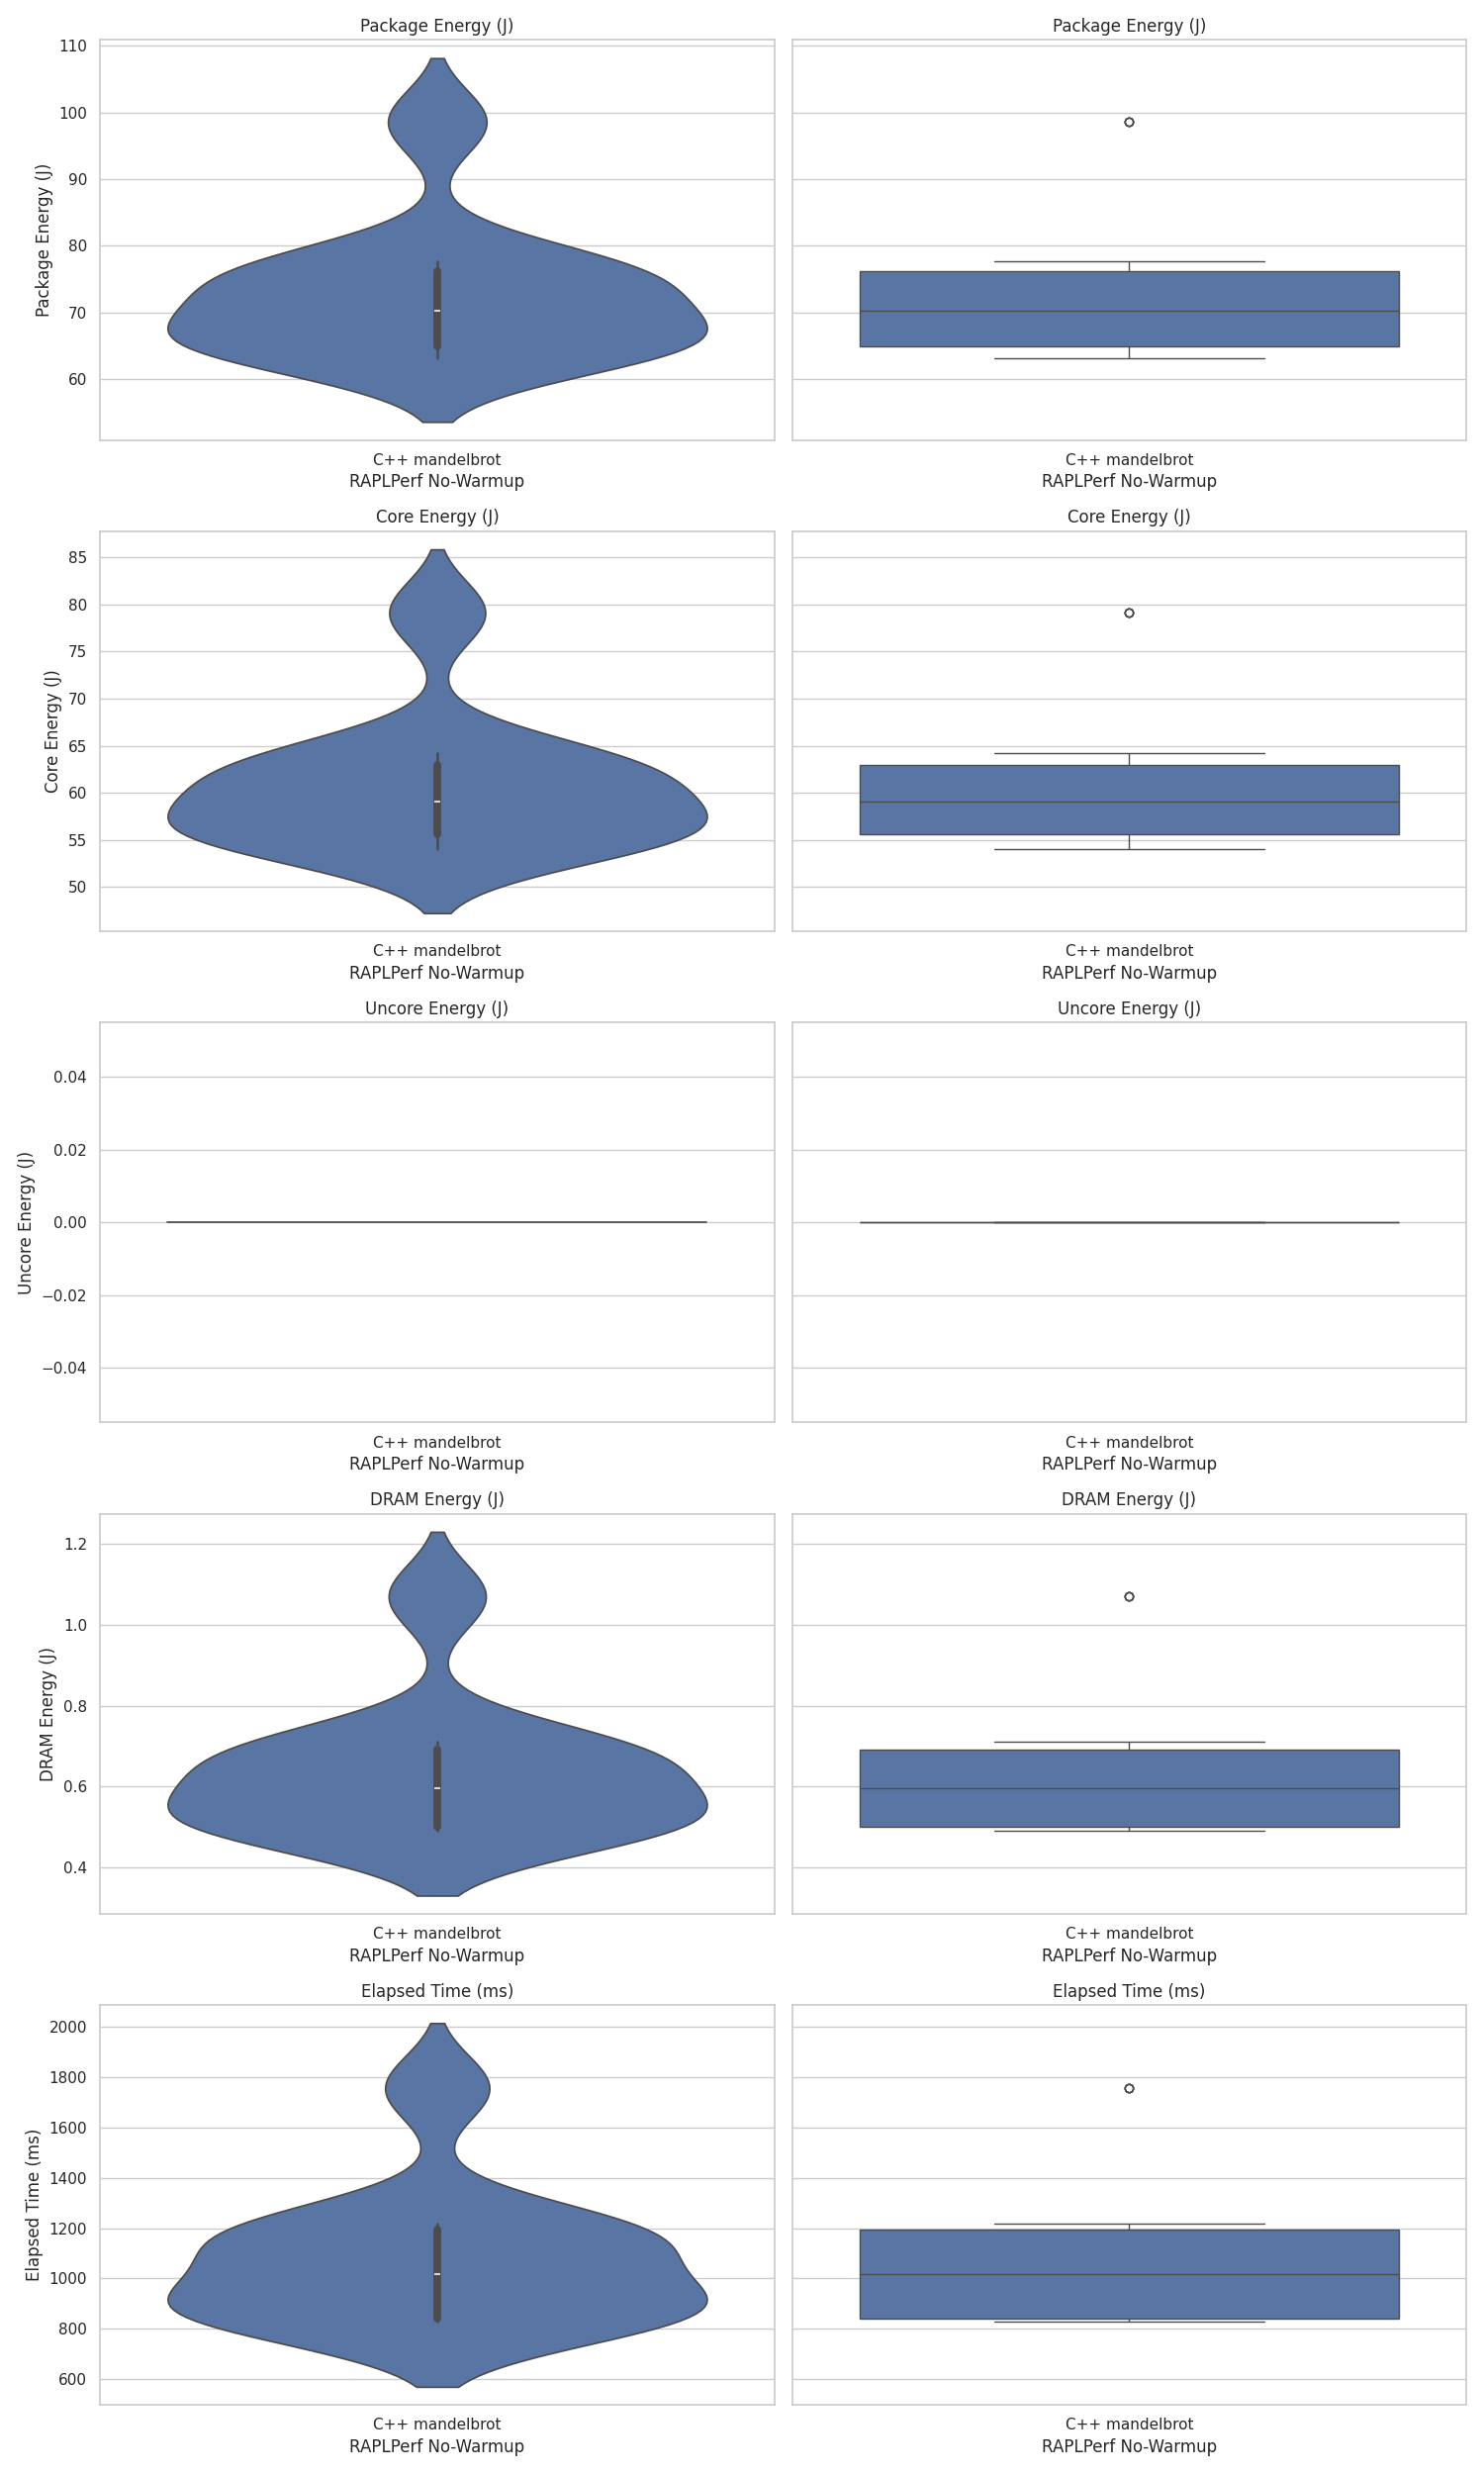 Package Energy (J)
Package Energy (J)
110
100
90
80
70
60
Package Energy (J)
C++ mandelbrot
RAPLPerf No-Warmup
C++ mandelbrot
RAPLPerf No-Warmup
Core Energy (J)
Core Energy (J)
85
80
75
70
65
60
55
50
Core Energy (J)
C++ mandelbrot
RAPLPerf No-Warmup
C++ mandelbrot
RAPLPerf No-Warmup
Uncore Energy (J)
Uncore Energy (J)
0.04
0.02
0.00
−0.02
−0.04
Uncore Energy (J)
C++ mandelbrot
RAPLPerf No-Warmup
C++ mandelbrot
RAPLPerf No-Warmup
DRAM Energy (J)
DRAM Energy (J)
1.2
1.0
0.8
0.6
0.4
DRAM Energy (J)
C++ mandelbrot
RAPLPerf No-Warmup
C++ mandelbrot
RAPLPerf No-Warmup
Elapsed Time (ms)
Elapsed Time (ms)
2000
1800
1600
1400
1200
1000
800
600
Elapsed Time (ms)
C++ mandelbrot
RAPLPerf No-Warmup
C++ mandelbrot
RAPLPerf No-Warmup